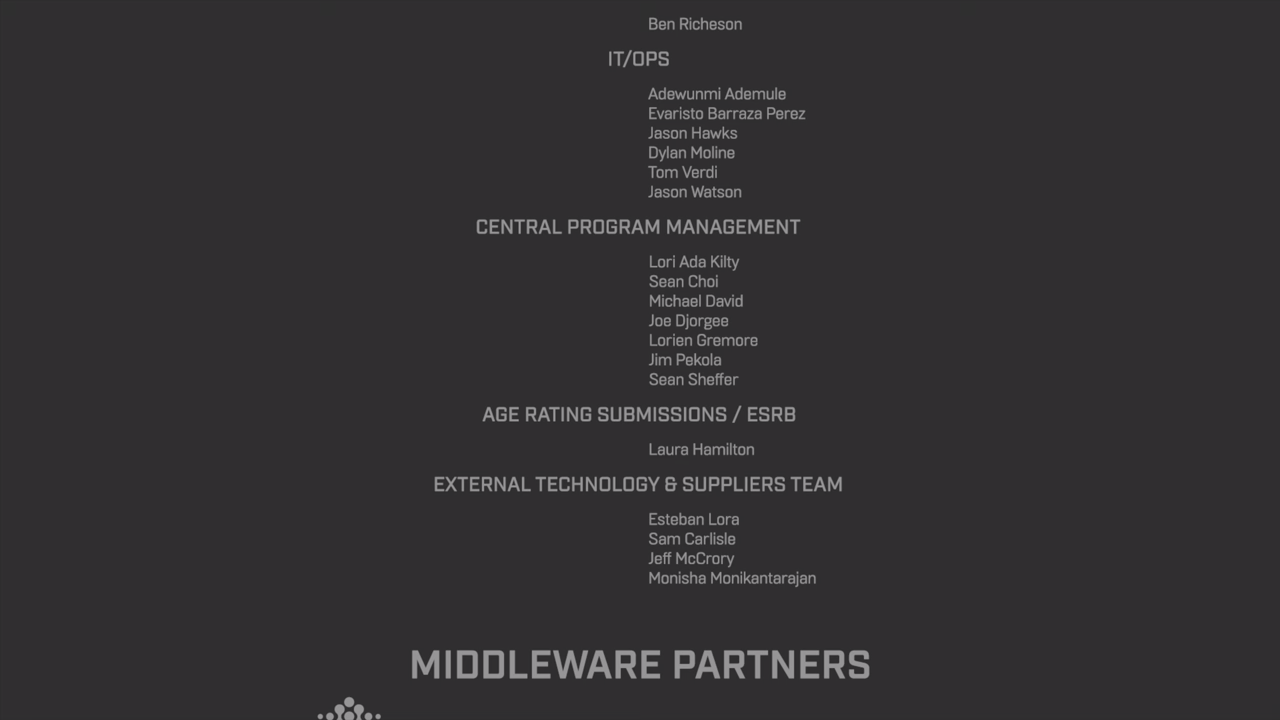 Ben Richeson
IT/OPS
Adewunmi Ademule
Evaristo Barraza Perez
Jason Hawks
Dylan Moline
Tom Verdi
Jason Watson
CENTRAL PROGRAM MANAGEMENT
Lori Ada Kilty
Sean Choi
Michael David
Joe Djorgee
Lorien Gremore
Jim Pekola
Sean Sheffer
AGE RATING SUBMISSIONS / ESRB
Laura Hamilton
EXTERNAL TECHNOLOGY & SUPPLIERS TEAM
Esteban Lora
Sam Carlisle
Jeff McCrory
Monisha Monikantarajan
MIDDLEWARE PARTNERS